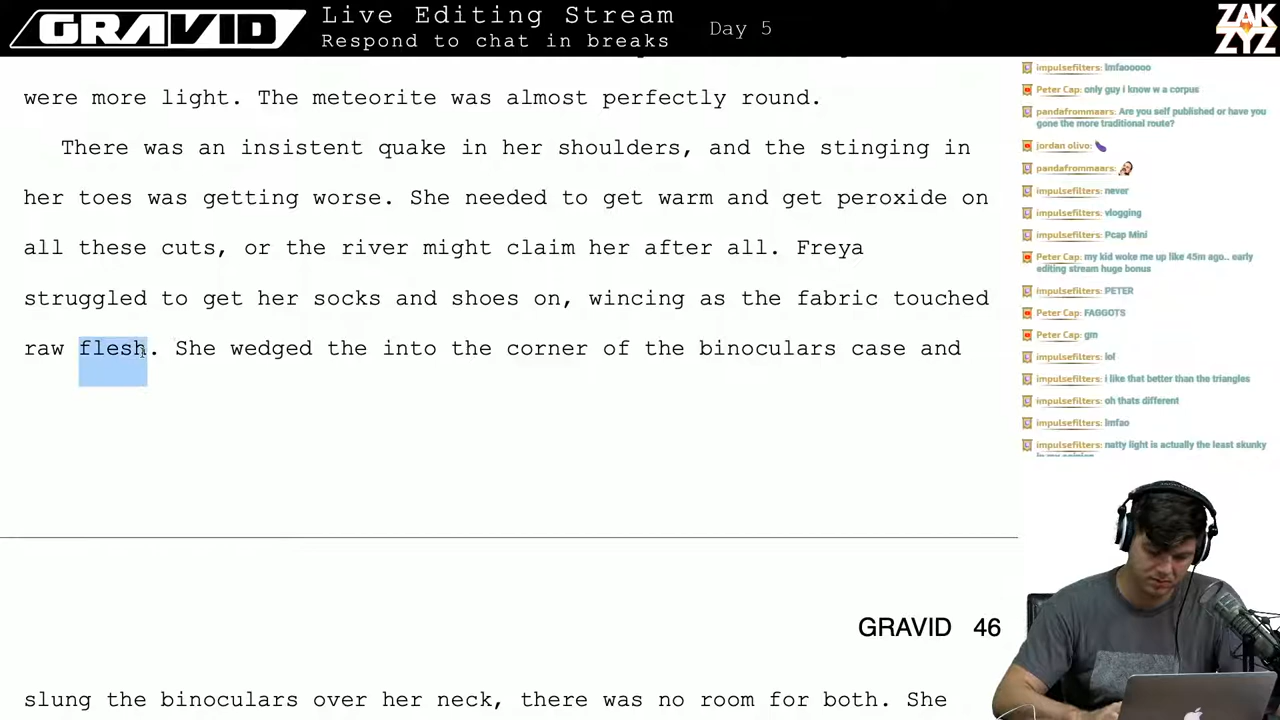 GRAVID
Live Editing Stream
Respond to chat in breaks
Day 5
ZAK
ZYZ
were more light. The meteorite was almost perfectly round.
There was an insistent quake in her shoulders, and the stinging in
her toes was getting worse. She needed to get warm and get peroxide on
all these cuts, or the river might claim her after all. Freya
struggled to get her socks and shoes on, wincing as the fabric touched
raw flesh. She wedged the into the corner of the binoculars case and
GRAVID 46
slung the binoculars over her neck, there was no room for both. She
impulsefilters: lmfaooooo
Peter Cap: only guy i know w a corpus
pandafrommaars: Are you self published or have you
gone the more traditional route?
jordan olivo:
pandafrommaars:
impulsefilters: never
impulsefilters: vlogging
impulsefilters: Pcap Mini
Peter Cap: my kid woke me up like 45m ago.. early
editing stream huge bonus
impulsefilters: PETER
Peter Cap: FAGGOTS
Peter Cap: gm
impulsefilters: lol
impulsefilters: i like that better than the triangles
impulsefilters: oh thats different
impulsefilters: lmfao
impulsefilters: natty light is actually the least skunky